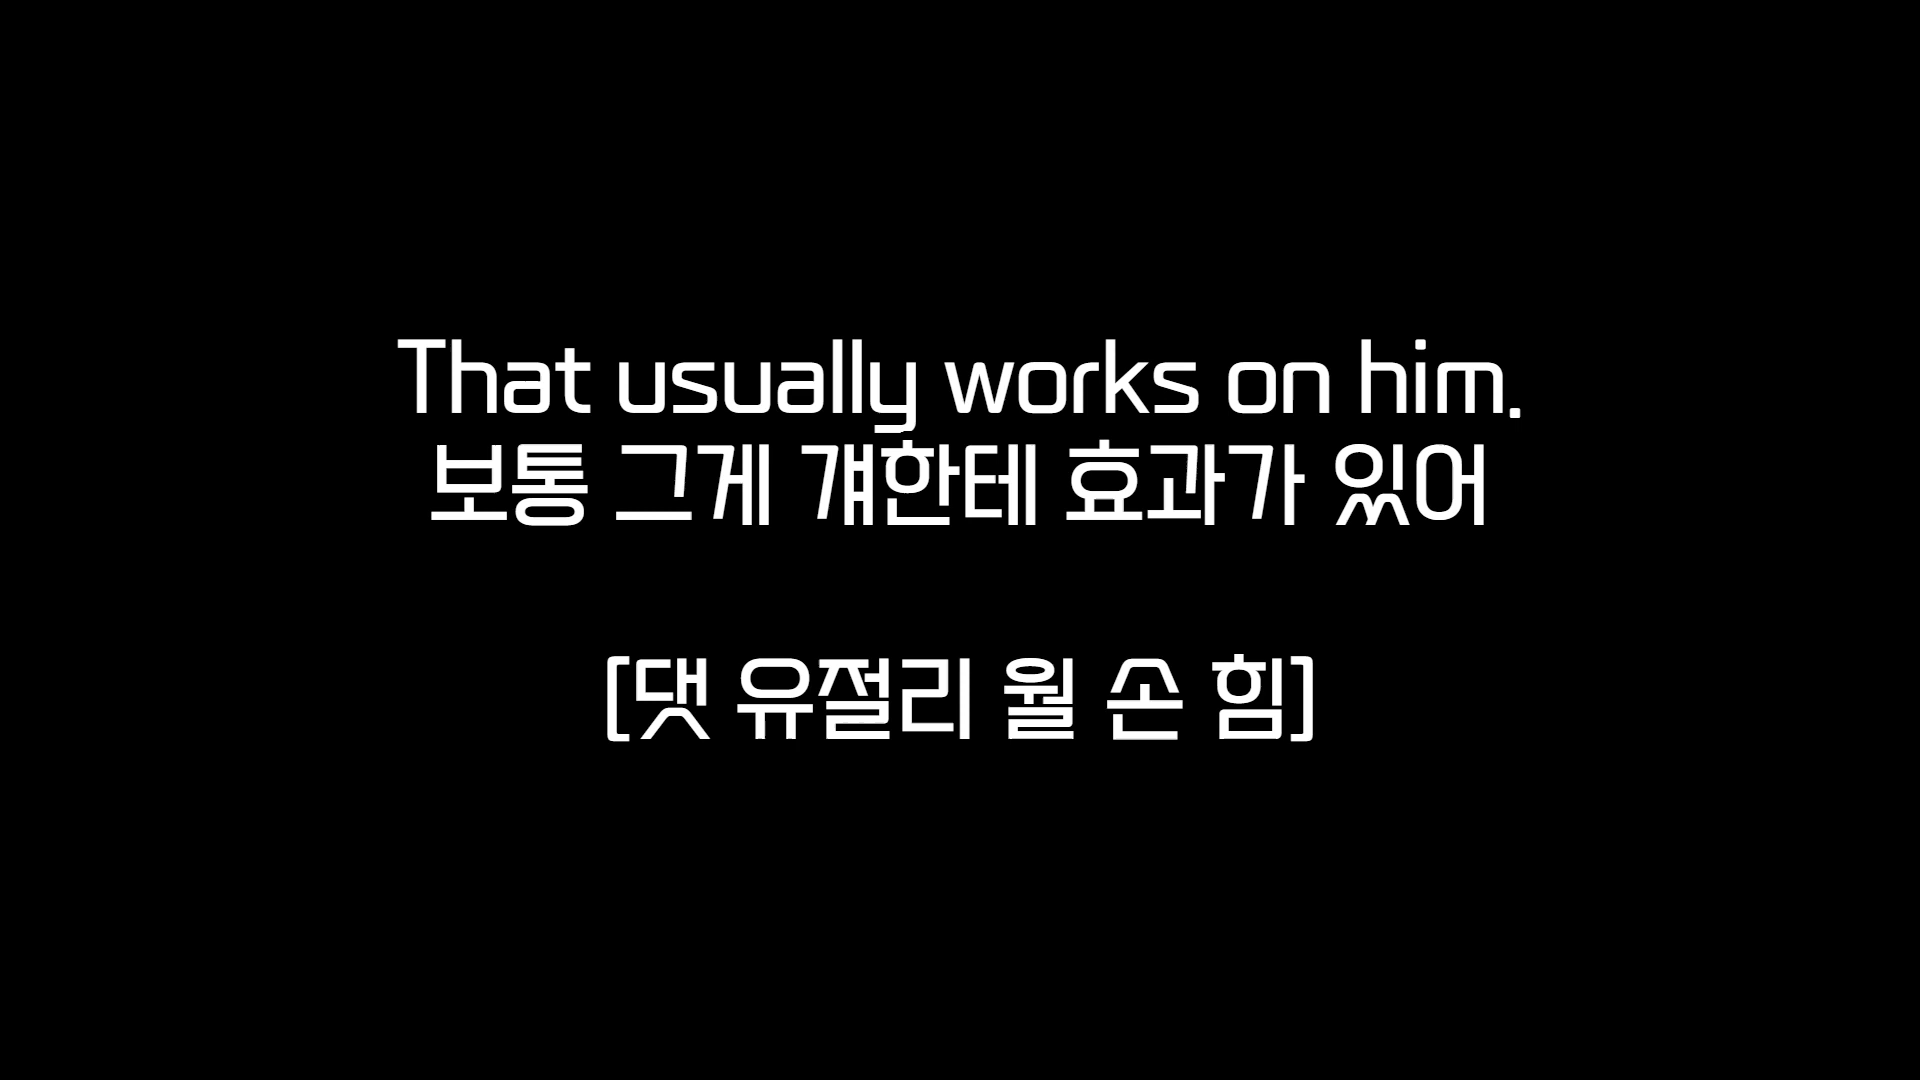 That usually works on him.
보통 그게 걔한테 효과가 있어
[댓 유절리 월 손 힘]